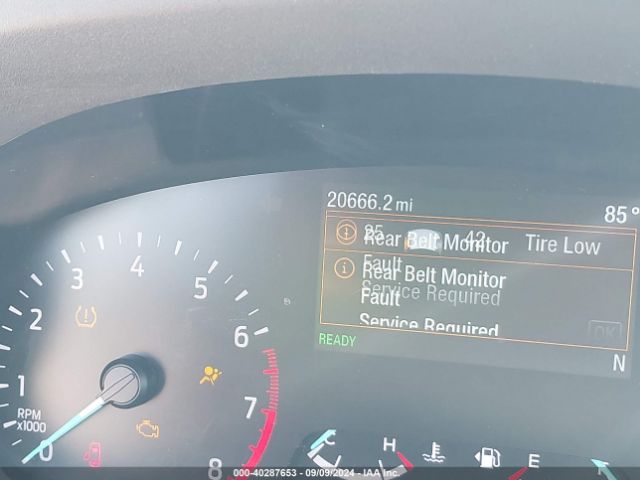 20666.2 mi
85°
Rear Belt Monitor
Fault
42
Tire Low
Rear Belt Monitor
Fault
Service Required
Service Required
OK
READY
N
1
2
3
4
5
6
7
8
0
RPM
x1000
C
H
E
000-40287653 - 09/09/2024 - IAA Inc.